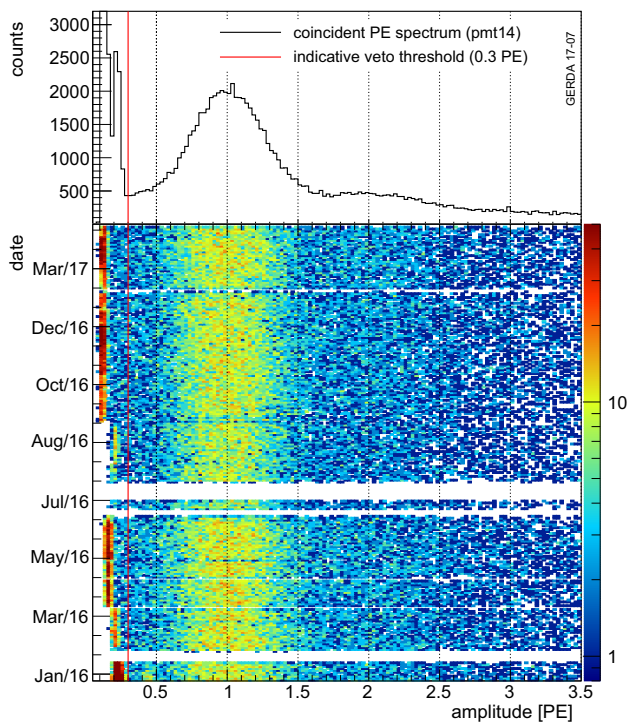 counts
3000
2500
2000
1500
1000
500
coincident PE spectrum (pmt14)
indicative veto threshold (0.3 PE)
GERDA 17-07
date
Mar/17
Dec/16
Oct/16
Aug/16
Jul/16
May/16
Mar/16
Jan/16
10
1
0.5
1
1.5
2
2.5
3
3.5
amplitude [PE]